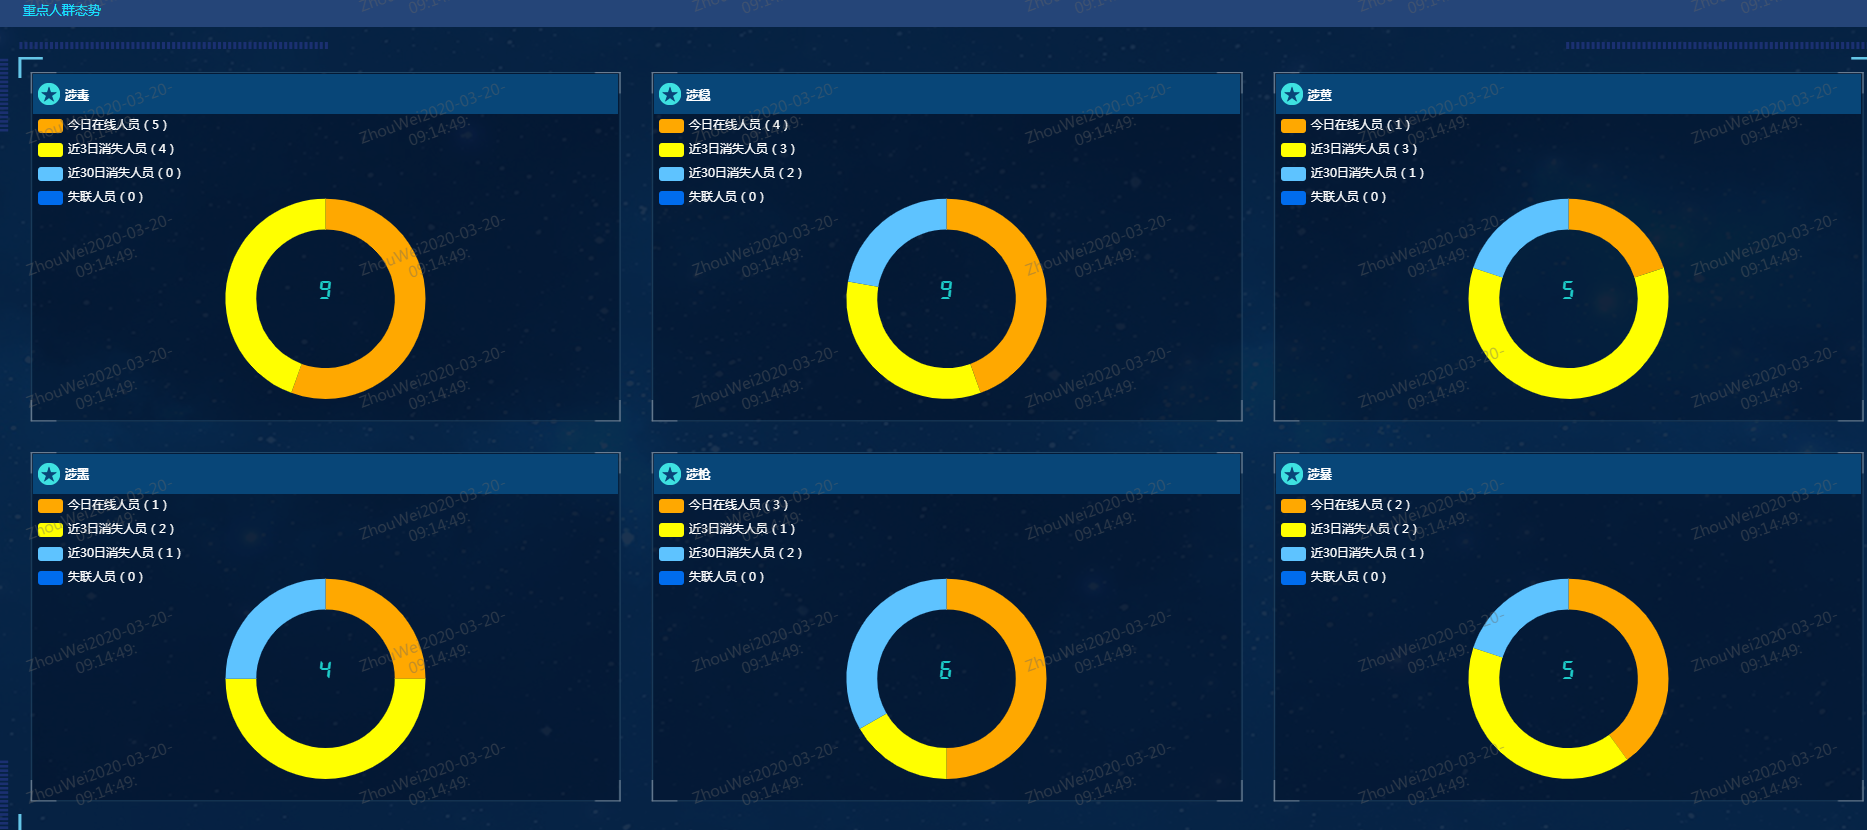 重点人群态势
涉毒
今日在线人员（5）
近3日消失人员（4）
近30日消失人员（0）
失联人员（0）
9
涉稳
今日在线人员（4）
近3日消失人员（3）
近30日消失人员（2）
失联人员（0）
9
涉黄
今日在线人员（1）
近3日消失人员（3）
近30日消失人员（1）
失联人员（0）
5
涉黑
今日在线人员（1）
近3日消失人员（2）
近30日消失人员（1）
失联人员（0）
4
涉枪
今日在线人员（3）
近3日消失人员（1）
近30日消失人员（2）
失联人员（0）
6
涉暴
今日在线人员（2）
近3日消失人员（2）
近30日消失人员（1）
失联人员（0）
5
ZhouWei2020-03-20-
09:14:49: